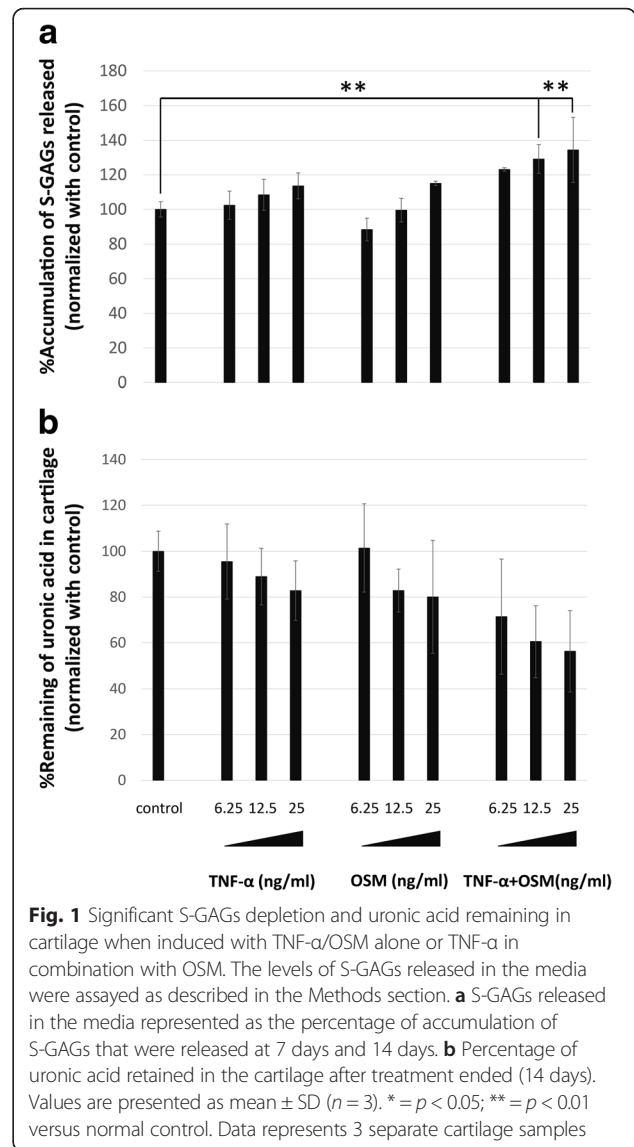 a
** **
180
160
140
120
100
80
60
40
20
0
%Accumulation of S-GAGs released
(normalized with control)
b
140
120
100
80
60
40
20
0
%Remaining of uronic acid in cartilage
(normalized with control)
control 6.25 12.5 25 6.25 12.5 25 6.25 12.5 25
TNF-α (ng/ml) OSM (ng/ml) TNF-α+OSM(ng/ml)
Fig. 1 Significant S-GAGs depletion and uronic acid remaining in
cartilage when induced with TNF-α/OSM alone or TNF-α in
combination with OSM. The levels of S-GAGs released in the media
were assayed as described in the Methods section. a S-GAGs released
in the media represented as the percentage of accumulation of
S-GAGs that were released at 7 days and 14 days. b Percentage of
uronic acid retained in the cartilage after treatment ended (14 days).
Values are presented as mean ± SD (n = 3). * = p < 0.05; ** = p < 0.01
versus normal control. Data represents 3 separate cartilage samples